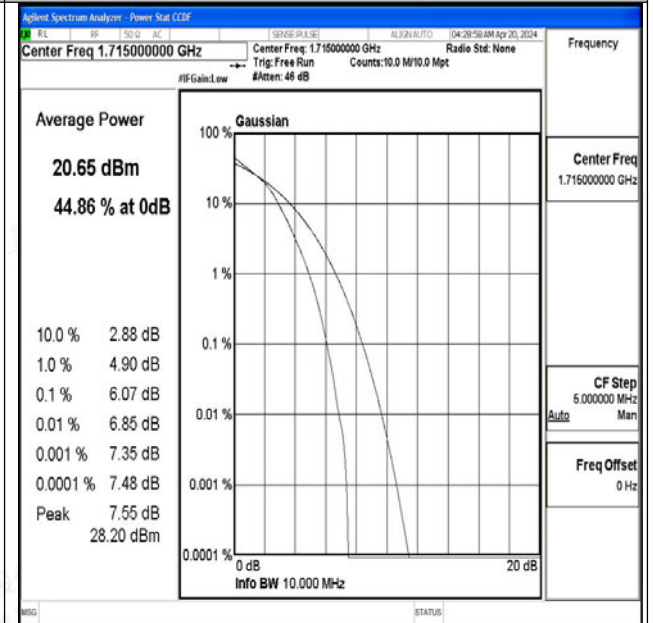 Agilent Spectrum Analyzer - Power Stat CCDF
RL RF 50 Ω AC SENSE:PULSE ALIGN AUTO 04:28:58 AM Apr 20, 2024
Center Freq 1.715000000 GHz
Center Freq: 1.715000000 GHz Radio Std: None
Trig: Free Run Counts:10.0 M/10.0 Mpt
#IFGain:Low #Atten: 46 dB
Frequency
Average Power
20.65 dBm
44.86 % at 0dB
10.0 % 2.88 dB
1.0 % 4.90 dB
0.1 % 6.07 dB
0.01 % 6.85 dB
0.001 % 7.35 dB
0.0001 % 7.48 dB
Peak 7.55 dB
28.20 dBm
Gaussian
100 %
10 %
1 %
0.1 %
0.01 %
0.001 %
0.0001 %
0 dB 20 dB
Info BW 10.000 MHz
Center Freq
1.715000000 GHz
CF Step
5.000000 MHz
Auto Man
Freq Offset
0 Hz
MSG STATUS